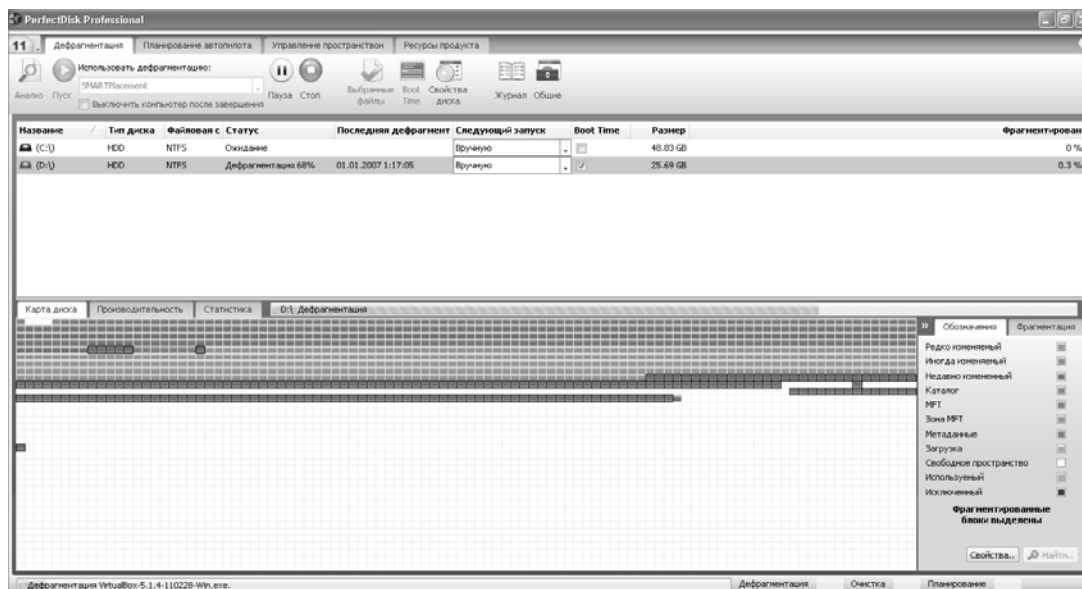 PerfectDisk Professional
11
Дефрагментация Планирование автопилота Управление пространством Ресурсы продукта
Использовать дефрагментацию:
SMARTPlacement
Выключить компьютер после завершения
Анализ Пуск Пауза Стоп Выбранные файлы Boot Time Свойства диска Журнал Общие
Название Тип диска Файловая с Статус Последняя дефрагмент Следующий запуск Boot Time Размер Фрагментирован
(C:\) HDD NTFS Ожидание Вручную 48.83 GB 0 %
(D:\) HDD NTFS Дефрагментация 68% 01.01.2007 1:17:05 Вручную 25.69 GB 0.3 %
Карта диска Производительность Статистика D:\ Дефрагментация
Обозначения Фрагментация
Редко изменяемый
Иногда изменяемый
Недавно измененный
Каталог
MFT
Зона MFT
Метаданные
Загрузка
Свободное пространство
Используемый
Исключенный
Фрагментированные
блоки выделены
Свойства.. Найти..
Дефрагментация VirtualBox-5.1.4-110228-Win.exe. Дефрагментация Очистка Планирование